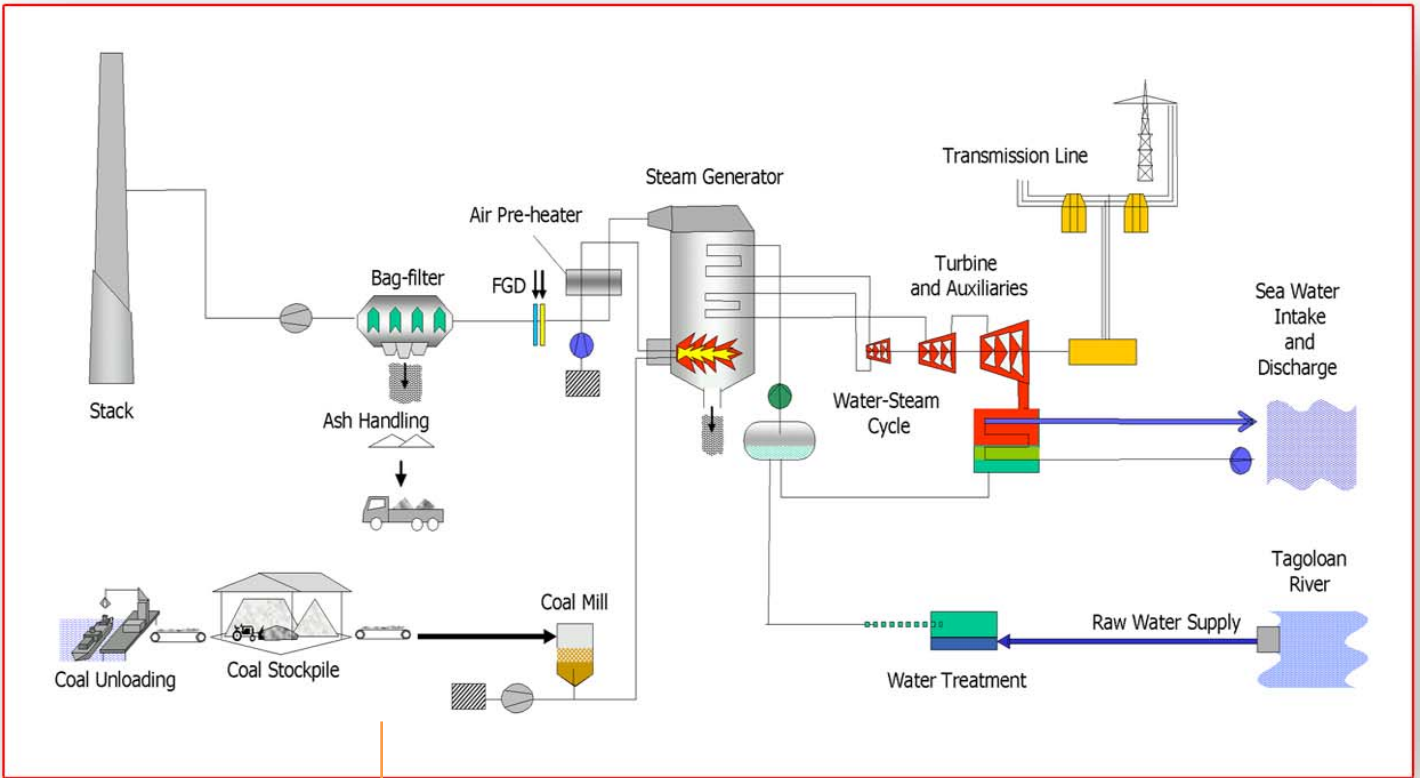 Transmission Line
Steam Generator
Air Pre-heater
Bag-filter
FGD
Turbine
and Auxiliaries
Sea Water
Intake
and
Discharge
Stack
Ash Handling
Water-Steam
Cycle
Coal Mill
Tagoloan
River
Raw Water Supply
Coal Unloading
Coal Stockpile
Water Treatment